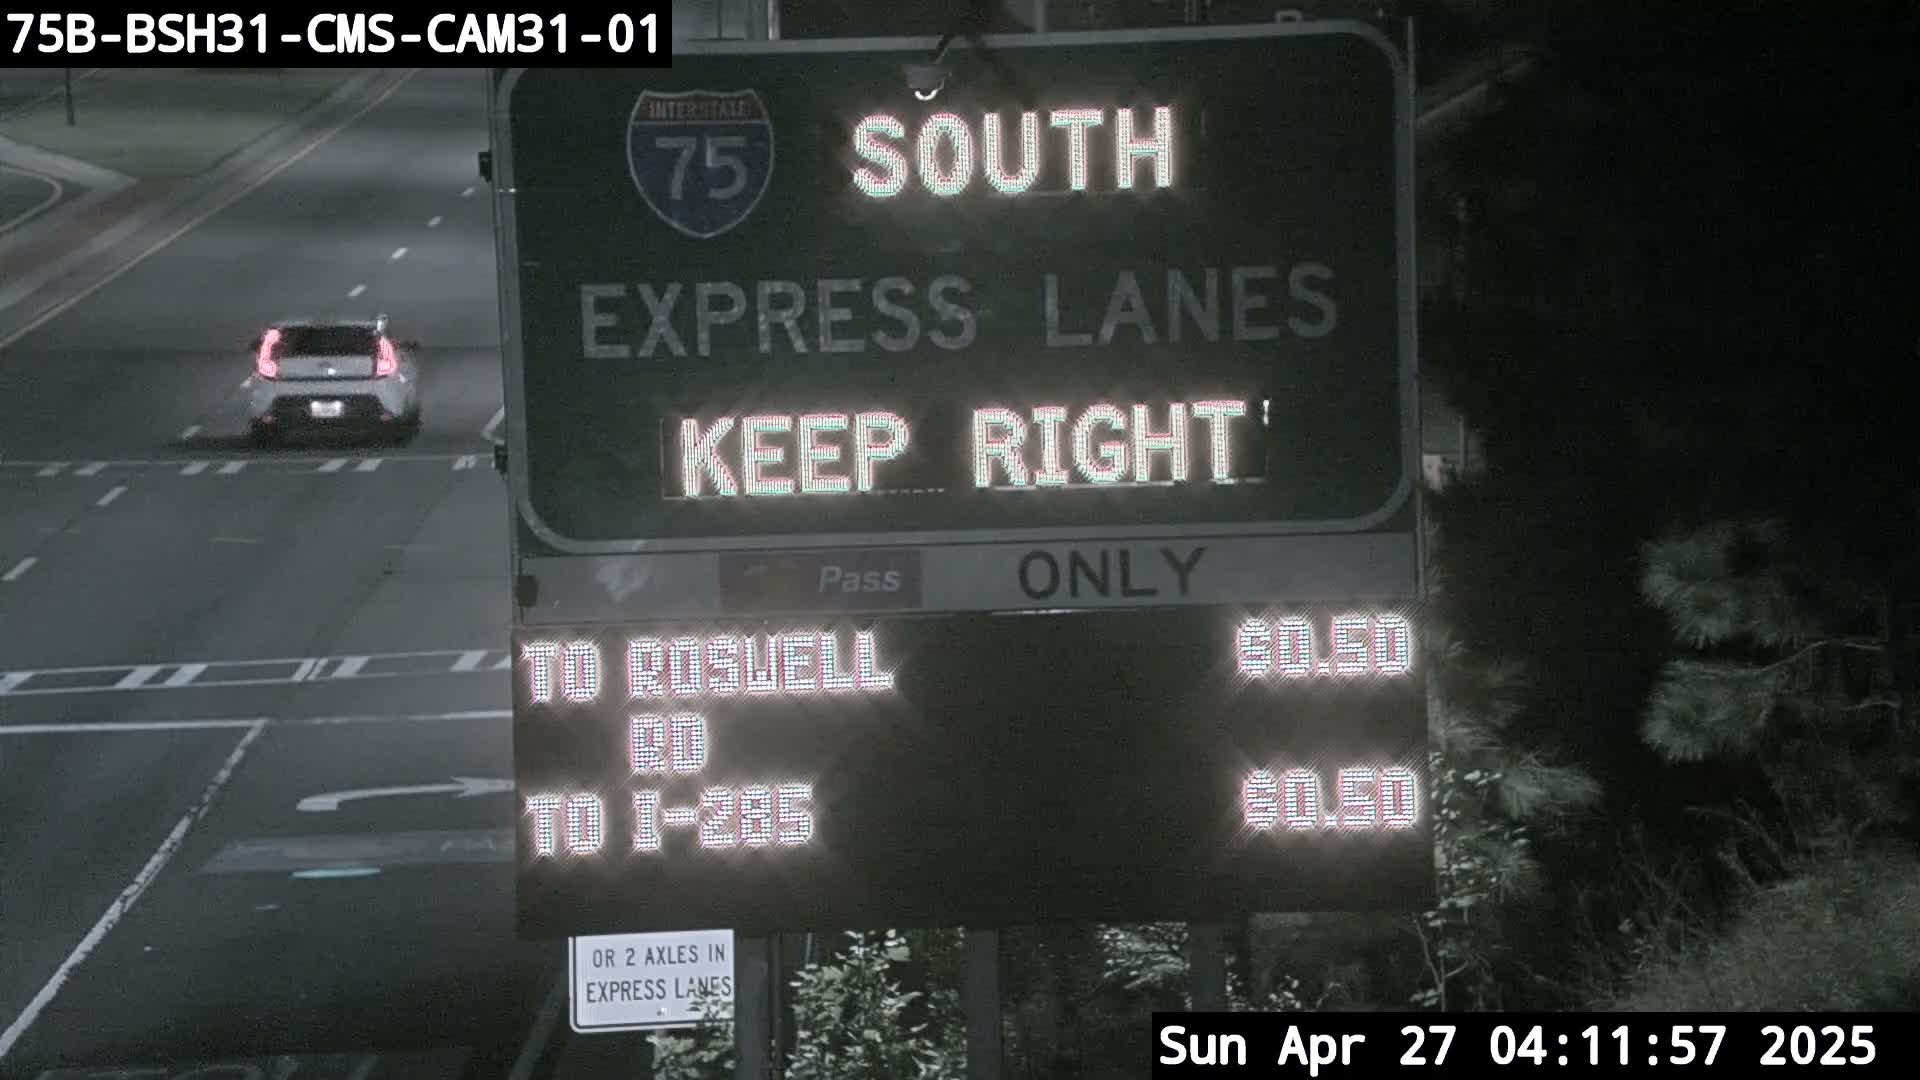 75B-BSH31-CMS-CAM31-01
INTERSTATE
75
SOUTH
EXPRESS LANES
KEEP RIGHT
Pass
ONLY
TO ROSWELL $0.50
RD
TO I-285 $0.50
OR 2 AXLES IN
EXPRESS LANES
Sun Apr 27 04:11:57 2025